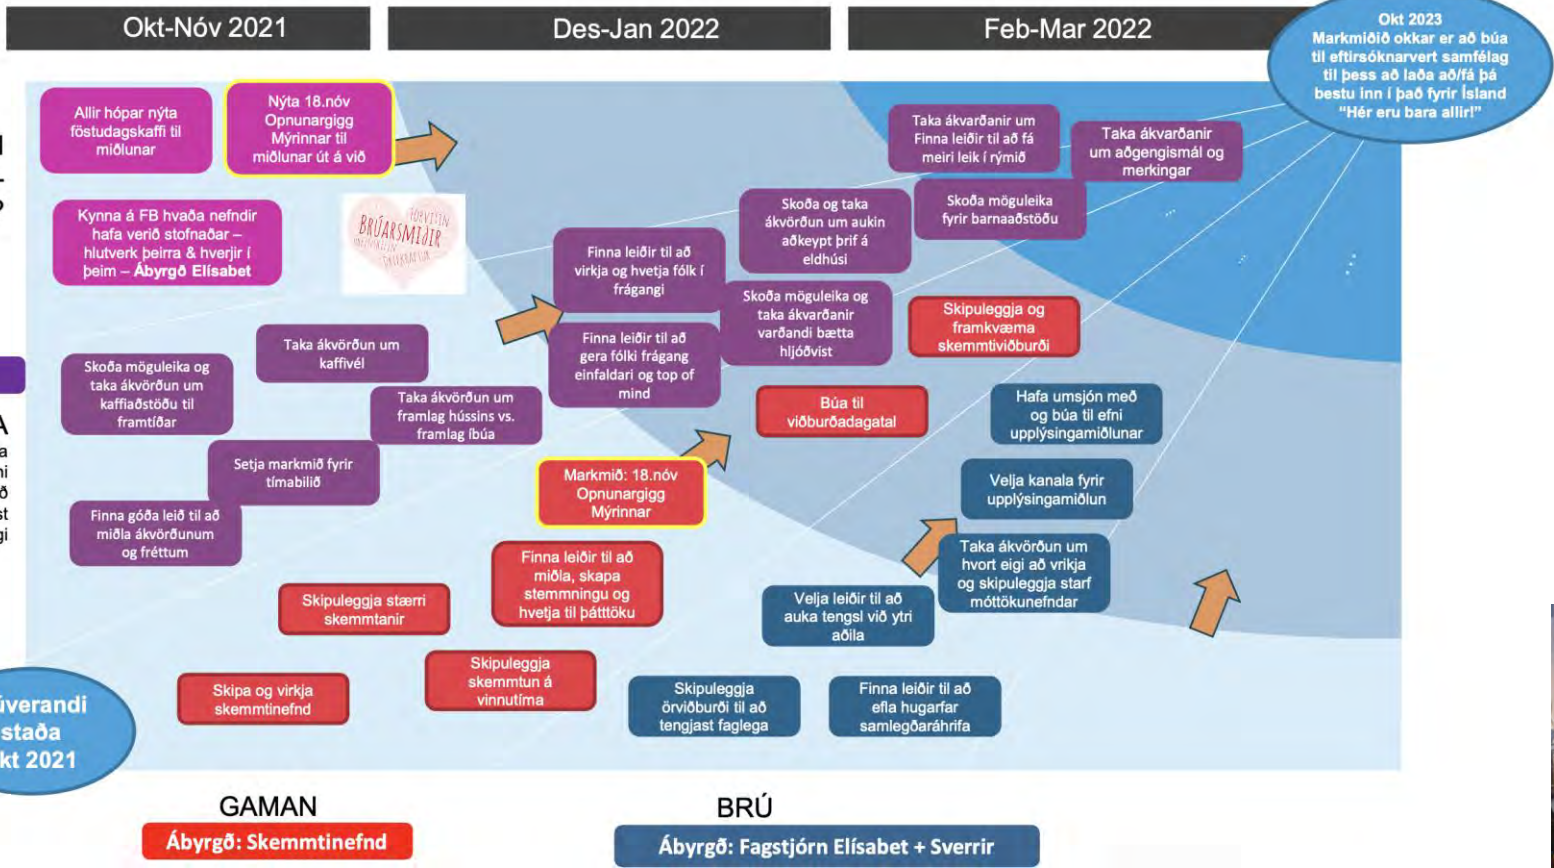 Okt-Nóv 2021
Des-Jan 2022
Feb-Mar 2022
Okt 2023
Markmiðið okkar er að búa
til eftirsóknarvert samfélag
til þess að laða að/fá þá
bestu inn í það fyrir Ísland
“Hér eru bara allir!”
Allir hópar nýta
föstudagskaffi til
miðlunar
Nýta 18.nóv
Opnunargigg
Mýrinnar til
miðlunar út á við
Kynna á FB hvaða nefndir
hafa verið stofnaðar –
hlutverk þeirra & hverjir í
þeim – Ábyrgð Elísabet
BRÚARSMIÐIR
Taka ákvarðanir um
Finna leiðir til að fá
meiri leik í rýmið
Taka ákvarðanir
um aðgengismál og
merkingar
Skoða möguleika
fyrir barnaaðstöðu
Skoða og taka
ákvörðun um aukin
aðkeypt þrif á
eldhúsi
Finna leiðir til að
virkja og hvetja fólk í
frágangi
Skoða möguleika og
taka ákvarðanir
varðandi bætta
hljóðvist
Finna leiðir til að
gera fólki frágang
einfaldari og top of
mind
Skipuleggja og
framkvæma
skemmtiviðburði
Taka ákvörðun um
kaffivél
Skoða möguleika og
taka ákvörðun um
kaffiaðstöðu til
framtíðar
Taka ákvörðun um
framlag hússins vs.
framlag íbúa
Setja markmið fyrir
tímabilið
Finna góða leið til að
miðla ákvörðunum
og fréttum
Búa til
viðburðadagatal
Hafa umsjón með
og búa til efni
upplýsingamiðlunar
Markmið: 18.nóv
Opnunargigg
Mýrinnar
Velja kanala fyrir
upplýsingamiðlun
Finna leiðir til að
miðla, skapa
stemmningu og
hvetja til þátttöku
Taka ákvörðun um
hvort eigi að vrikja
og skipuleggja starf
móttökunefndar
Skipuleggja stærri
skemmtanir
Velja leiðir til að
auka tengsl við ytri
aðila
Skipa og virkja
skemmtinefnd
Skipuleggja
skemmtun á
vinnutíma
Skipuleggja
örviðburði til að
tengjast faglega
Finna leiðir til að
efla hugarfar
samlegðaráhrifa
úverandi
staða
kt 2021
GAMAN
Ábyrgð: Skemmtinefnd
BRÚ
Ábyrgð: Fagstjórn Elísabet + Sverrir